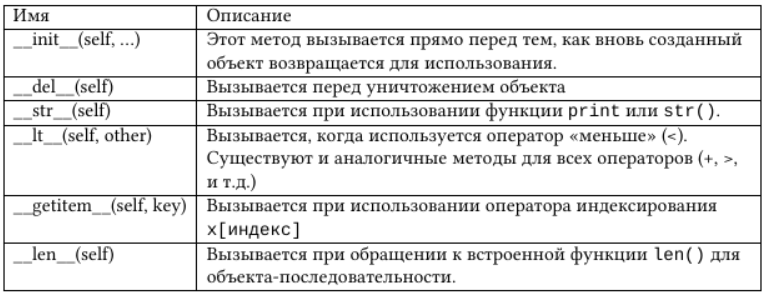 Имя Описание
__init__(self, …) Этот метод вызывается прямо перед тем, как вновь созданный
объект возвращается для использования.
__del__(self) Вызывается перед уничтожением объекта
__str__(self) Вызывается при использовании функции print или str().
__lt__(self, other) Вызывается, когда используется оператор «меньше» (<).
Существуют и аналогичные методы для всех операторов (+, >,
и т.д.)
__getitem__(self, key) Вызывается при использовании оператора индексирования
x[индекс]
__len__(self) Вызывается при обращении к встроенной функции len() для
объекта-последовательности.